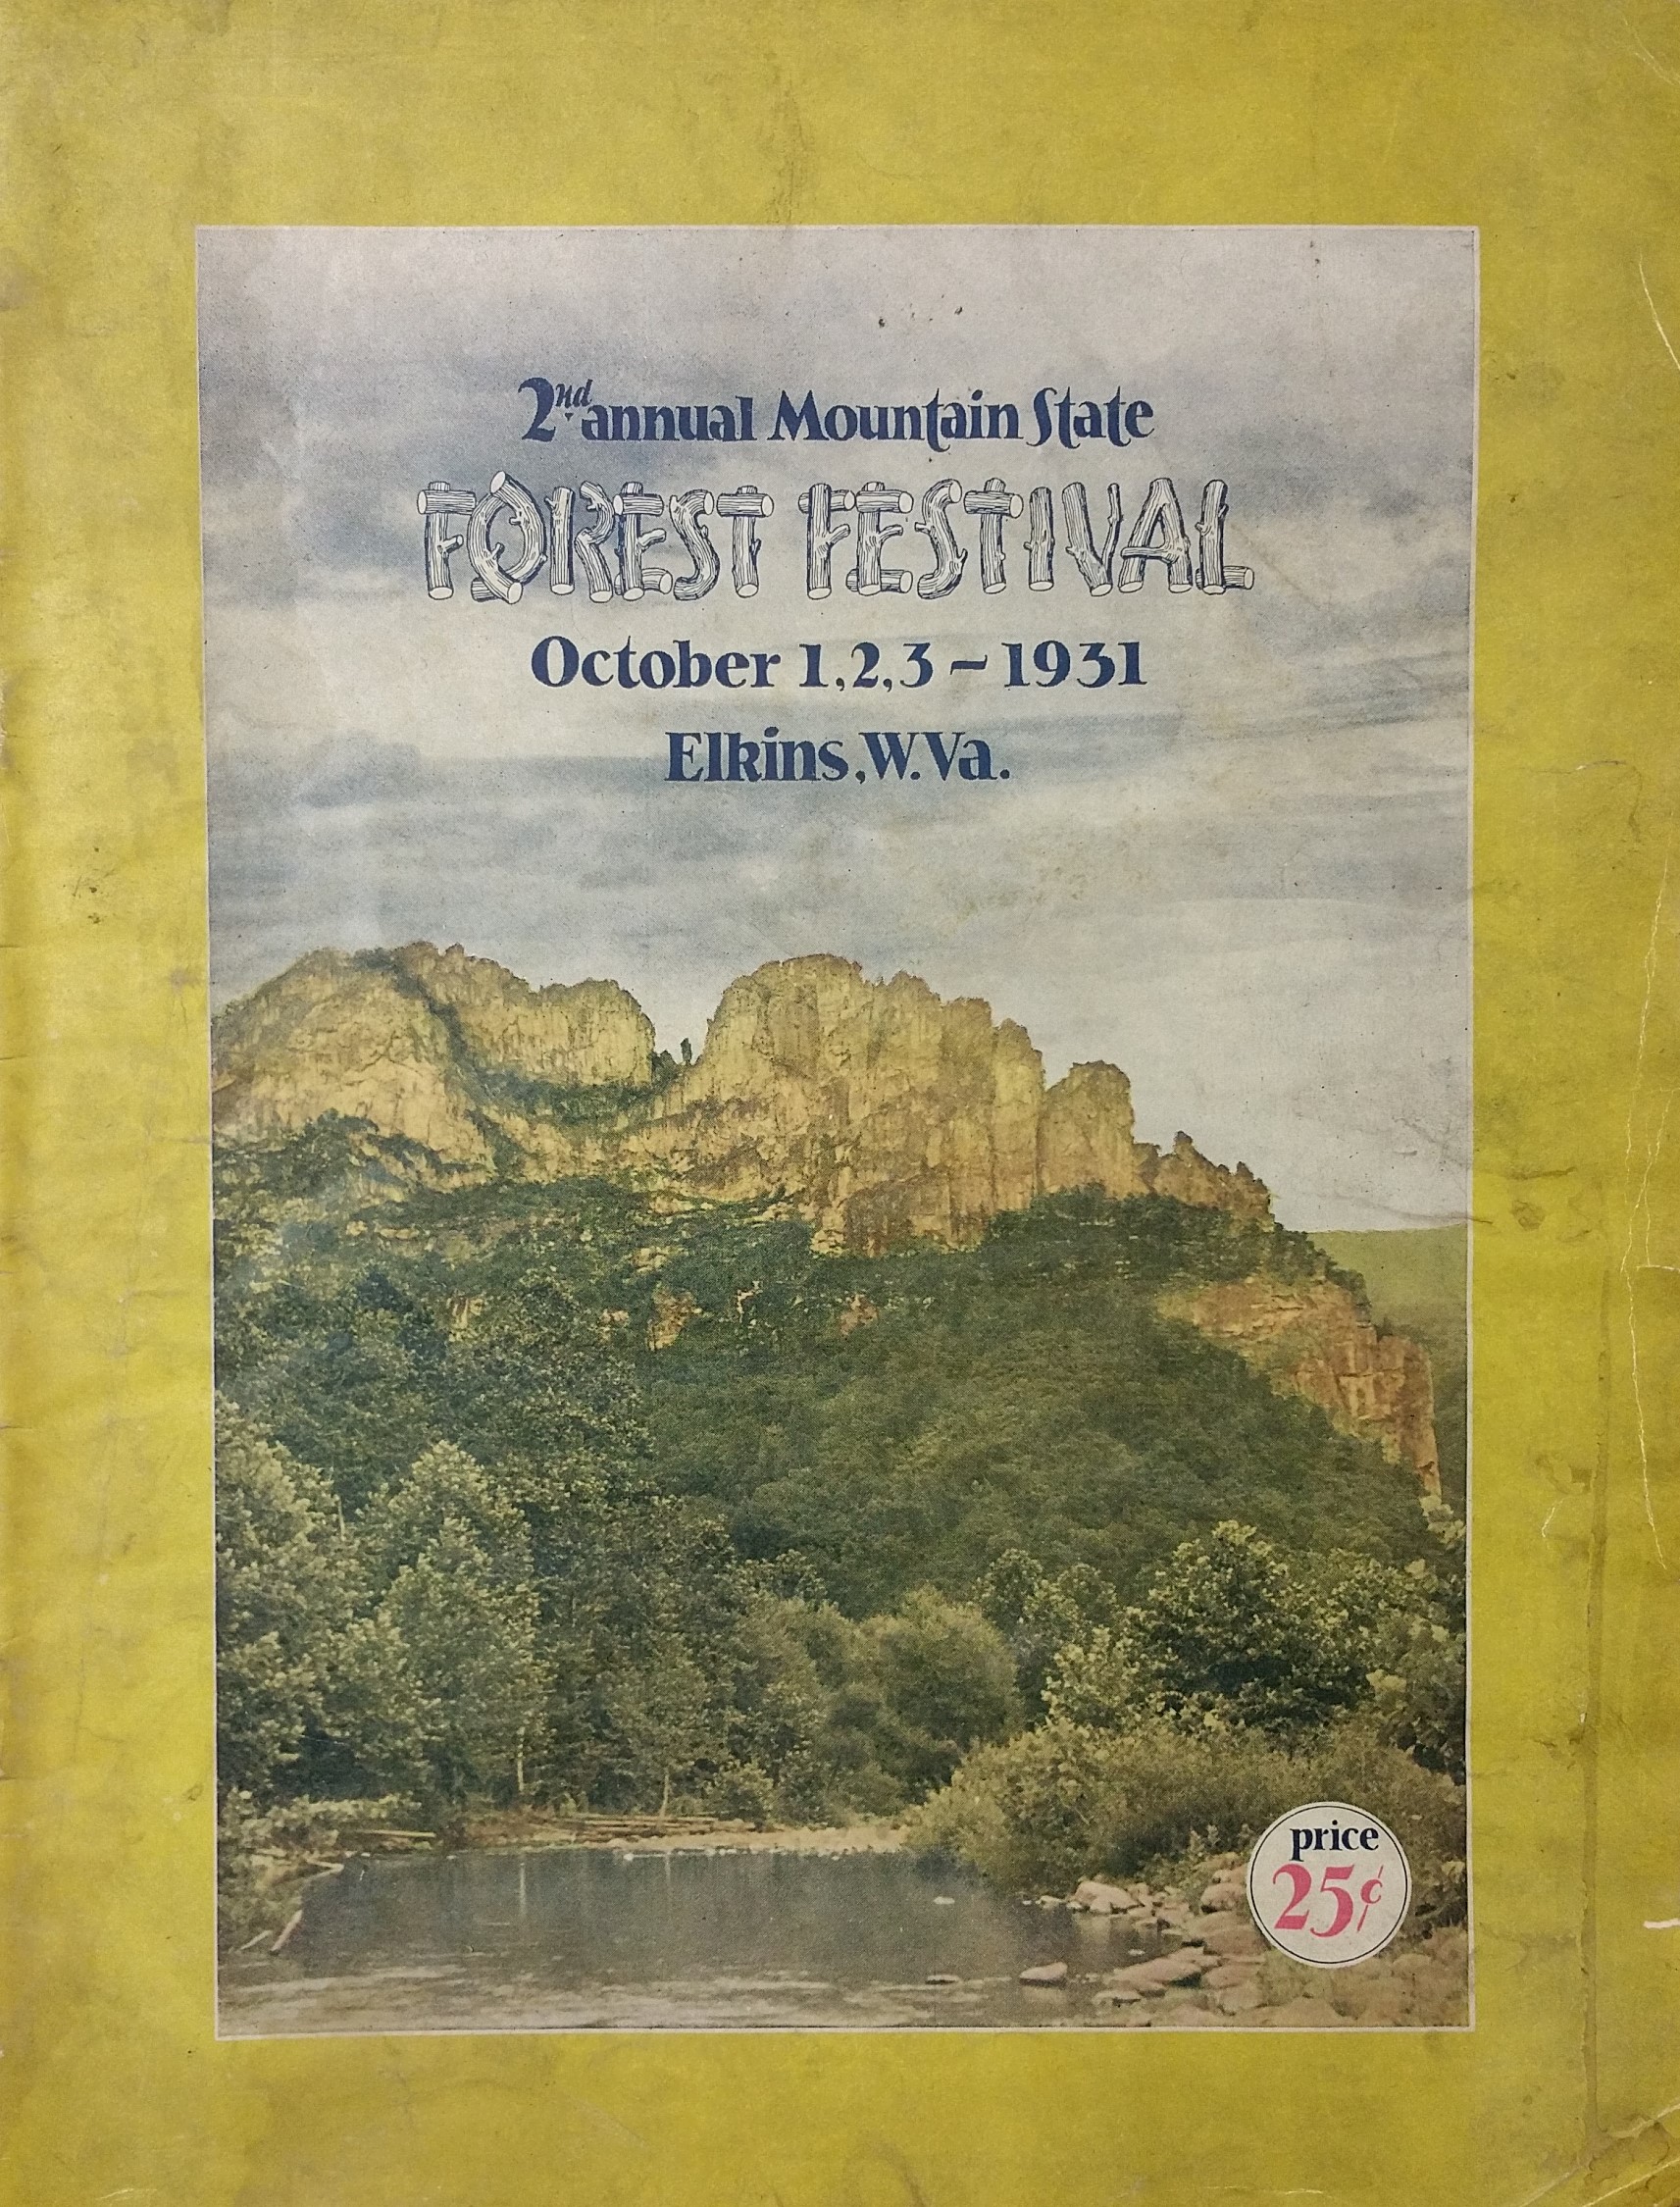 2nd annual Mountain State
FOREST FESTIVAL
October 1, 2, 3 ~ 1931
Elkins, W. Va.
price
25¢